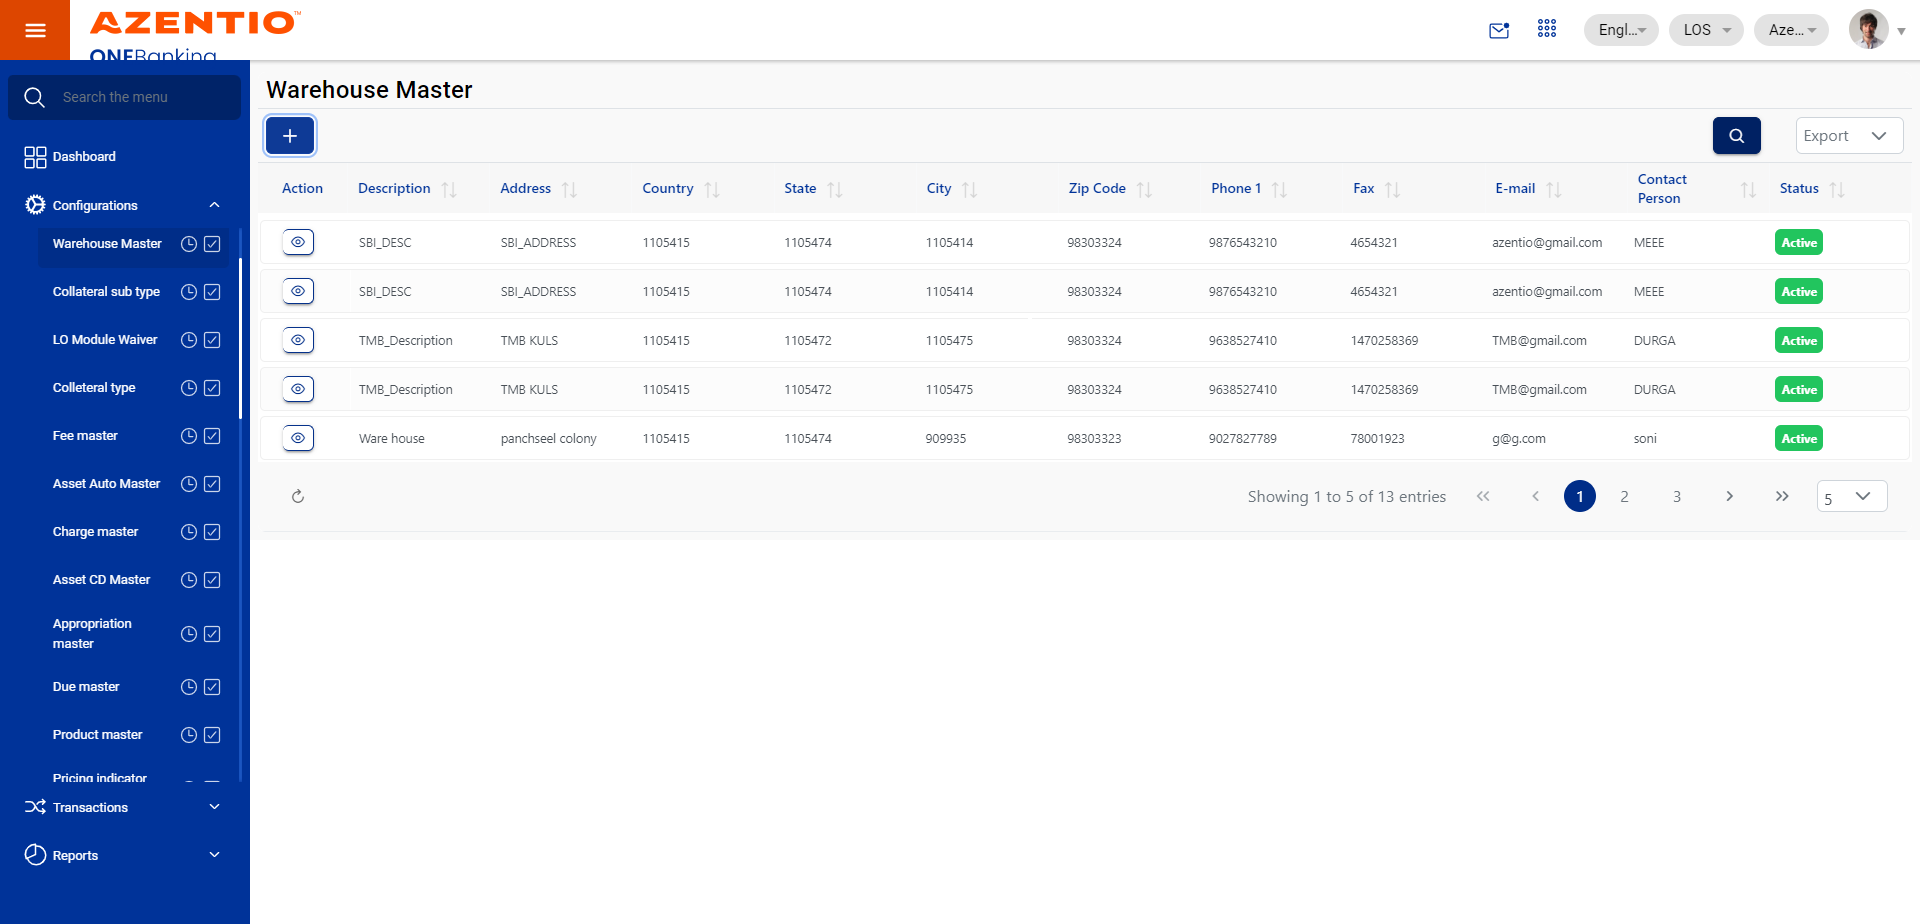 AZENTIO™
ONEBanking
Engl...
LOS
Aze...
Search the menu
Dashboard
Configurations
Warehouse Master
Collateral sub type
LO Module Waiver
Colleteral type
Fee master
Asset Auto Master
Charge master
Asset CD Master
Appropriation
master
Due master
Product master
Pricing indicator
Transactions
Reports
Warehouse Master
Export
Action Description Address Country State City Zip Code Phone 1 Fax E-mail Contact Person Status
SBI_DESC SBI_ADDRESS 1105415 1105474 1105414 98303324 9876543210 4654321 azentio@gmail.com MEEE Active
SBI_DESC SBI_ADDRESS 1105415 1105474 1105414 98303324 9876543210 4654321 azentio@gmail.com MEEE Active
TMB_Description TMB KULS 1105415 1105472 1105475 98303324 9638527410 1470258369 TMB@gmail.com DURGA Active
TMB_Description TMB KULS 1105415 1105472 1105475 98303324 9638527410 1470258369 TMB@gmail.com DURGA Active
Ware house panchseel colony 1105415 1105474 909935 98303323 9027827789 78001923 g@g.com soni Active
Showing 1 to 5 of 13 entries 1 2 3 5